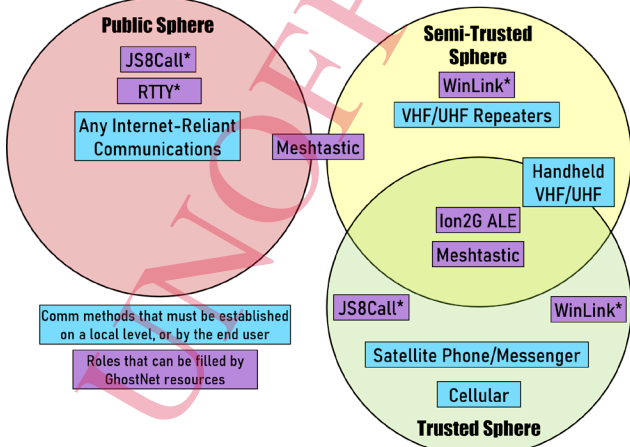 Public Sphere
JS8Call*
RTTY*
Any Internet-Reliant
Communications
Meshtastic
Semi-Trusted
Sphere
WinLink*
VHF/UHF Repeaters
Handheld
VHF/UHF
Ion2G ALE
Meshtastic
JS8Call*
WinLink*
Satellite Phone/Messenger
Cellular
Trusted Sphere
Comm methods that must be established
on a local level, or by the end user
Roles that can be filled by
GhostNet resources
UNOFF